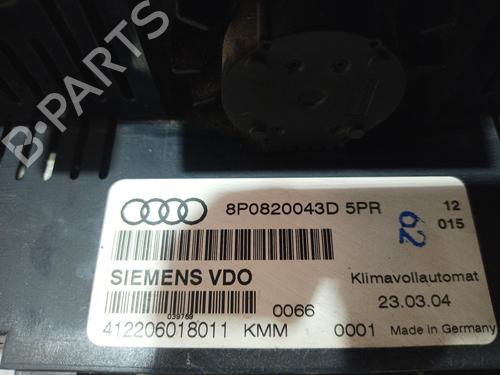 B-PARTS
8P0820043D 5PR 12
62 015
SIEMENS VDO Klimavollautomat
039769 0066 23.03.04
412206018011 KMM 0001 Made in Germany